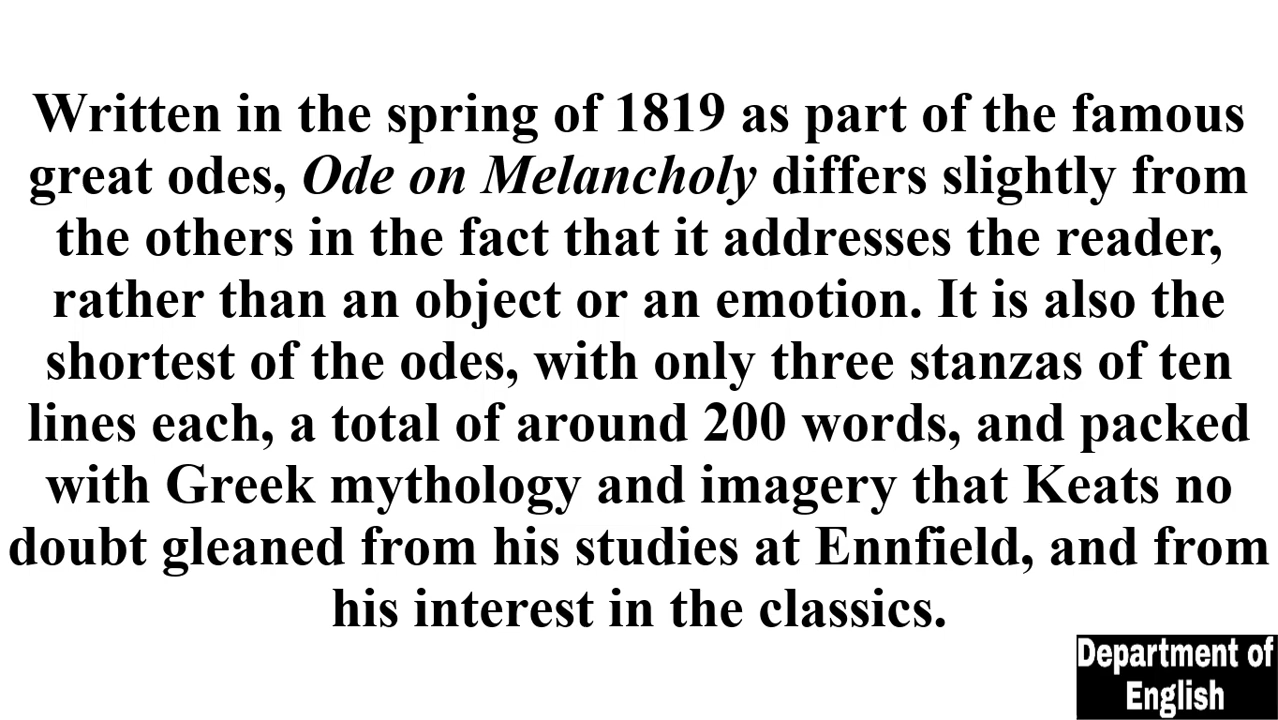 Written in the spring of 1819 as part of the famous
great odes, Ode on Melancholy differs slightly from
the others in the fact that it addresses the reader,
rather than an object or an emotion. It is also the
shortest of the odes, with only three stanzas of ten
lines each, a total of around 200 words, and packed
with Greek mythology and imagery that Keats no
doubt gleaned from his studies at Ennfield, and from
his interest in the classics.
Department of
English